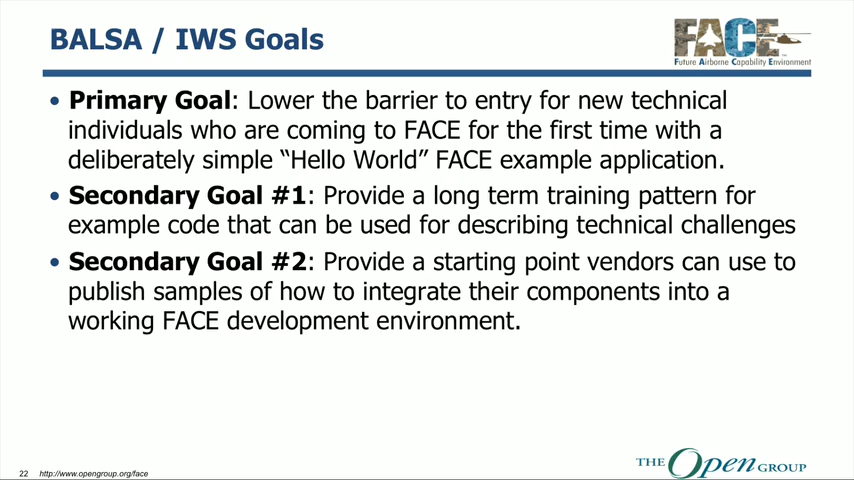 BALSA / IWS Goals
FACE™
Future Airborne Capability Environment
• Primary Goal: Lower the barrier to entry for new technical
individuals who are coming to FACE for the first time with a
deliberately simple “Hello World” FACE example application.
• Secondary Goal #1: Provide a long term training pattern for
example code that can be used for describing technical challenges
• Secondary Goal #2: Provide a starting point vendors can use to
publish samples of how to integrate their components into a
working FACE development environment.
22 http://www.opengroup.org/face
THE Open GROUP